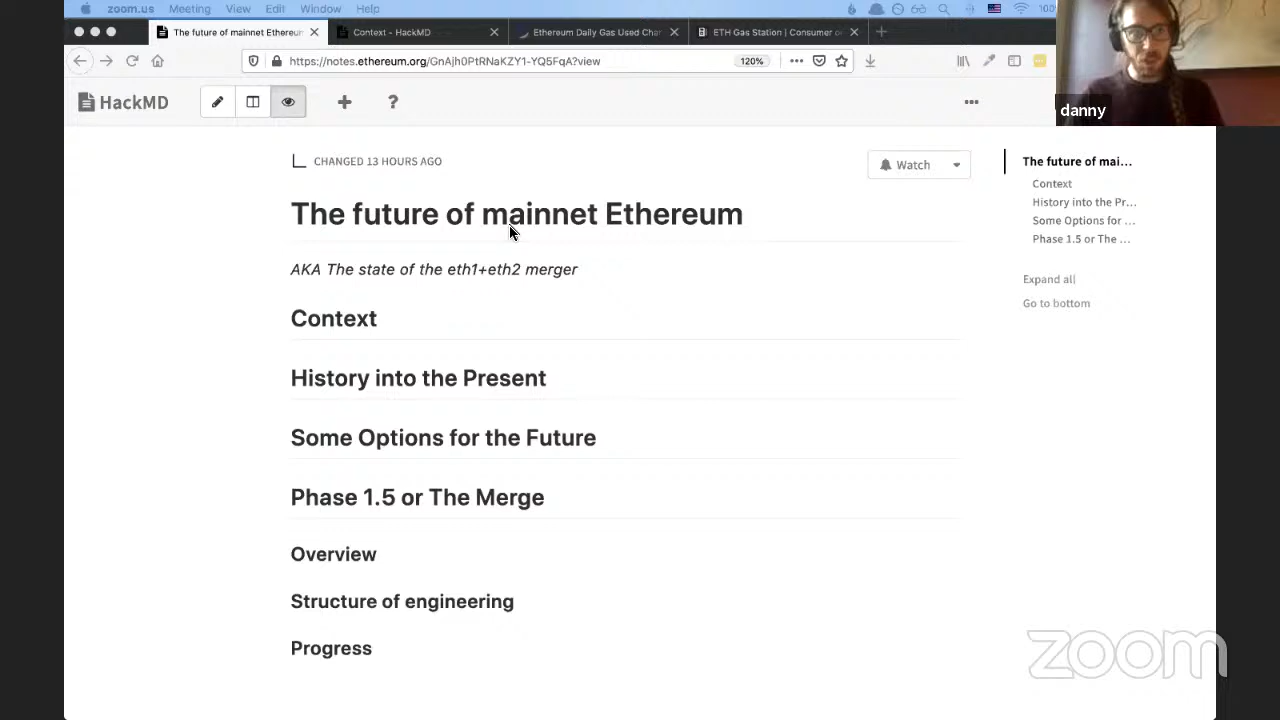 zoom.us Meeting View Edit Window Help 100
The future of mainnet Ethereum
Context - HackMD
Ethereum Daily Gas Used Cha
ETH Gas Station | Consumer o
https://notes.ethereum.org/GnAjh0PtRNaKZY1-YQ5FqA?view
120%
HackMD
danny
CHANGED 13 HOURS AGO
Watch
The future of mainnet Ethereum
AKA The state of the eth1+eth2 merger
Context
History into the Present
Some Options for the Future
Phase 1.5 or The Merge
Overview
Structure of engineering
Progress
The future of mai...
Context
History into the Pr...
Some Options for ...
Phase 1.5 or The ...
Expand all
Go to bottom
zoom